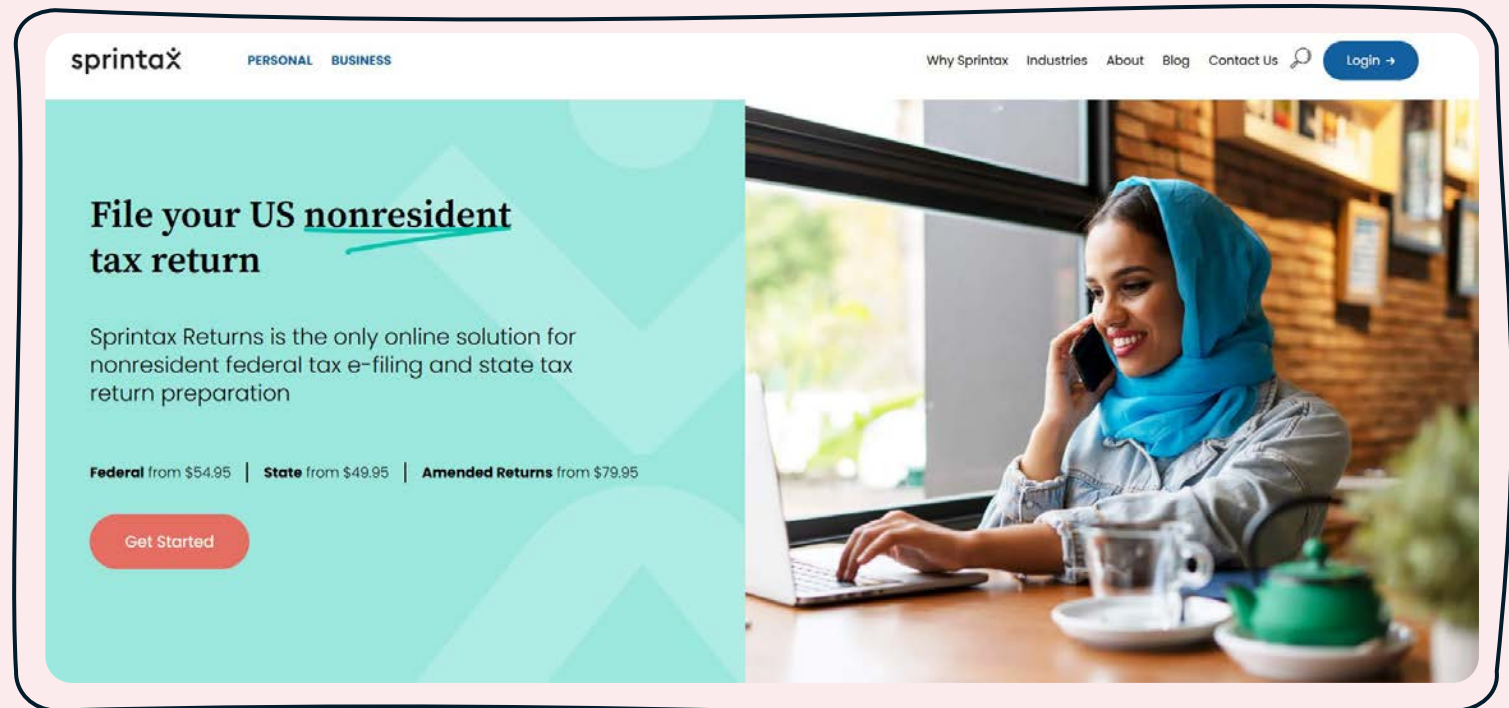 sprintax
PERSONAL BUSINESS
Why Sprintax Industries About Blog Contact Us Login →
File your US nonresident
tax return
Sprintax Returns is the only online solution for
nonresident federal tax e-filing and state tax
return preparation
Federal from $54.95 | State from $49.95 | Amended Returns from $79.95
Get Started